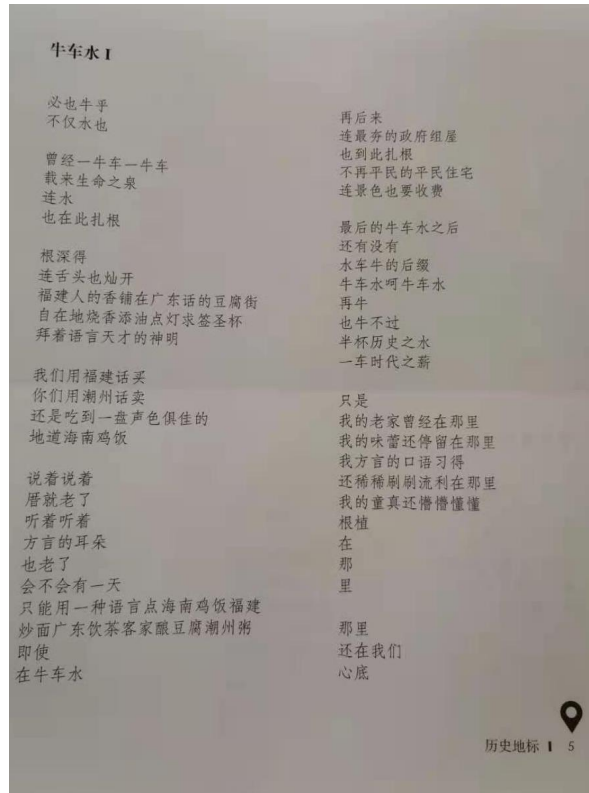 牛车水 I
必也牛乎
不仅水也
曾经一牛车一牛车
载来生命之泉
连水
也在此扎根
根深得
连舌头也灿开
福建人的香铺在广东话的豆腐街
自在地烧香添油点灯求签圣杯
拜着语言天才的神明
我们用福建话买
你们用潮州话卖
还是吃到一盘声色俱佳的
地道海南鸡饭
说着说着
厝就老了
听着听着
方言的耳朵
也老了
会不会有一天
只能用一种语言点海南鸡饭福建
炒面广东饮茶客家酿豆腐潮州粥
即使
在牛车水
再后来
连最夯的政府组屋
也到此扎根
不再平民的平民住宅
连景色也要收费
最后的牛车水之后
还有没有
水车牛的后缀
牛车水呵牛车水
再牛
也牛不过
半杯历史之水
一车时代之薪
只是
我的老家曾经在那里
我的味蕾还停留在那里
我方言的口语习得
还稀稀刷刷流利在那里
我的童真还懵懵懂懂
根植
在
那
里
那里
还在我们
心底
历史地标 I 5